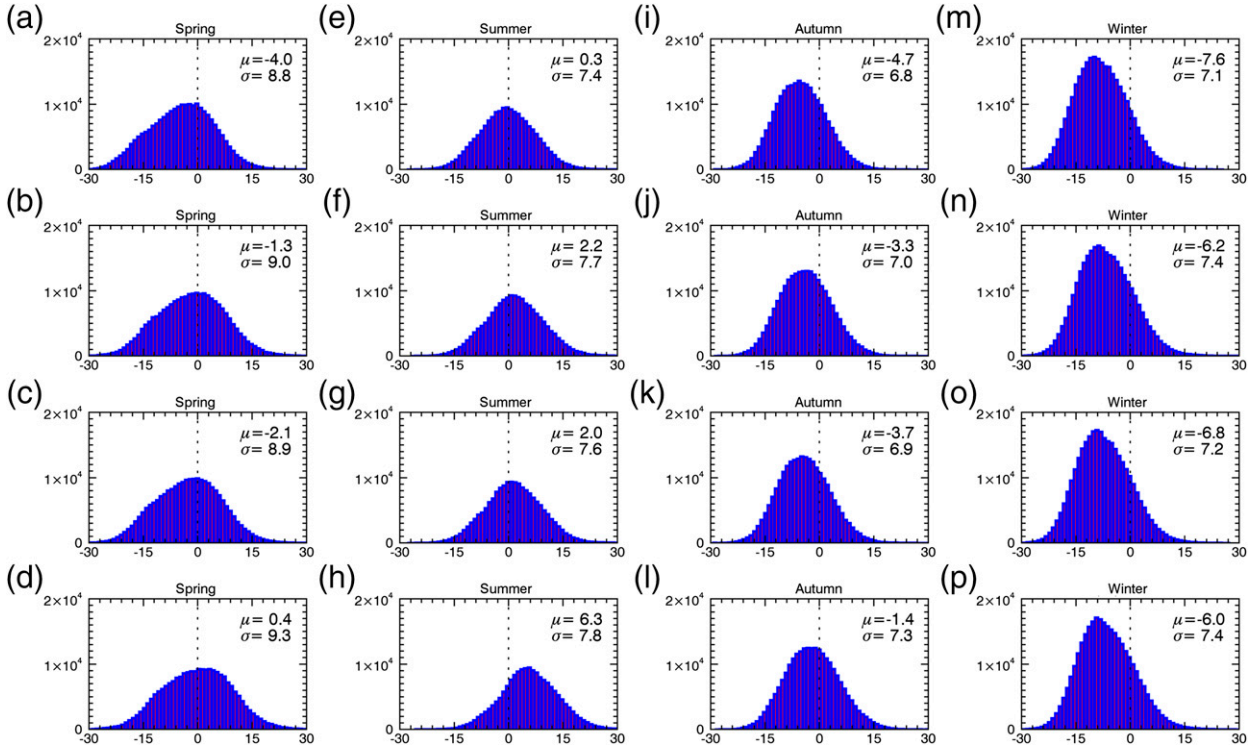 (a) (e) (i) (m)
Spring Summer Autumn Winter
2×10⁴ 2×10⁴ 2×10⁴ 2×10⁴
μ=-4.0 μ= 0.3 μ=-4.7 μ=-7.6
σ= 8.8 σ= 7.4 σ= 6.8 σ= 7.1
1×10⁴ 1×10⁴ 1×10⁴ 1×10⁴
0 0 0 0
-30 -15 0 15 30 -30 -15 0 15 30 -30 -15 0 15 30 -30 -15 0 15 30
(b) (f) (j) (n)
Spring Summer Autumn Winter
2×10⁴ 2×10⁴ 2×10⁴ 2×10⁴
μ=-1.3 μ= 2.2 μ=-3.3 μ=-6.2
σ= 9.0 σ= 7.7 σ= 7.0 σ= 7.4
1×10⁴ 1×10⁴ 1×10⁴ 1×10⁴
0 0 0 0
-30 -15 0 15 30 -30 -15 0 15 30 -30 -15 0 15 30 -30 -15 0 15 30
(c) (g) (k) (o)
Spring Summer Autumn Winter
2×10⁴ 2×10⁴ 2×10⁴ 2×10⁴
μ=-2.1 μ= 2.0 μ=-3.7 μ=-6.8
σ= 8.9 σ= 7.6 σ= 6.9 σ= 7.2
1×10⁴ 1×10⁴ 1×10⁴ 1×10⁴
0 0 0 0
-30 -15 0 15 30 -30 -15 0 15 30 -30 -15 0 15 30 -30 -15 0 15 30
(d) (h) (l) (p)
Spring Summer Autumn Winter
2×10⁴ 2×10⁴ 2×10⁴ 2×10⁴
μ= 0.4 μ= 6.3 μ=-1.4 μ=-6.0
σ= 9.3 σ= 7.8 σ= 7.3 σ= 7.4
1×10⁴ 1×10⁴ 1×10⁴ 1×10⁴
0 0 0 0
-30 -15 0 15 30 -30 -15 0 15 30 -30 -15 0 15 30 -30 -15 0 15 30